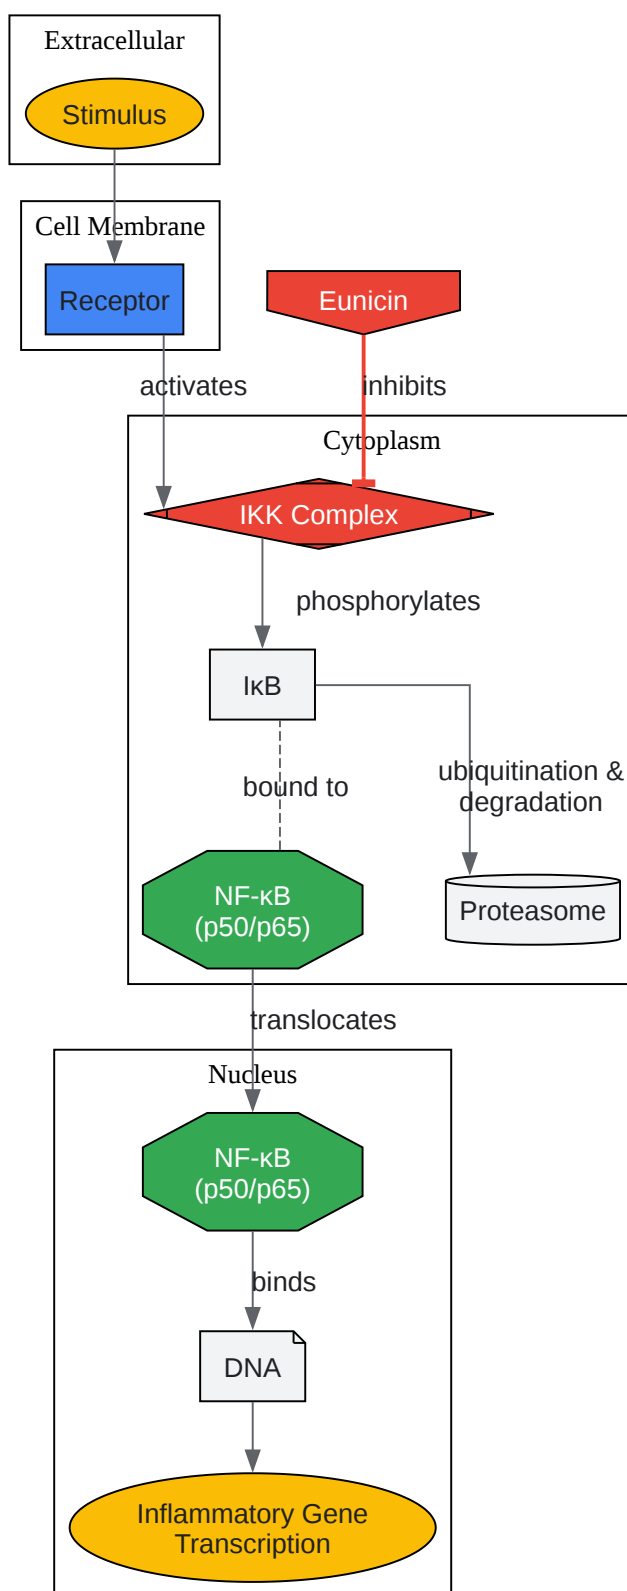 Extracellular
Stimulus
Cell Membrane
Receptor
Eunicin
activates
inhibits
Cytoplasm
IKK Complex
phosphorylates
IκB
bound to
ubiquitination &
degradation
NF-κB
(p50/p65)
Proteasome
translocates
Nucleus
NF-κB
(p50/p65)
binds
DNA
Inflammatory Gene
Transcription